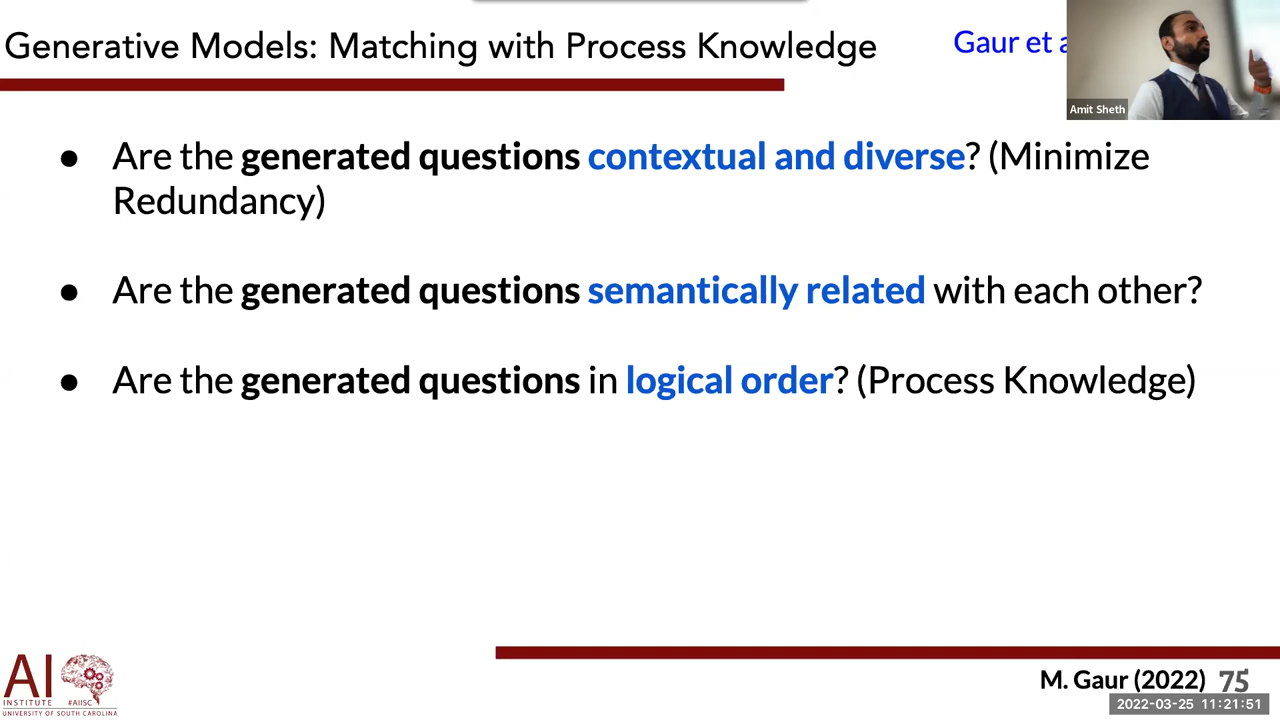 Generative Models: Matching with Process Knowledge
Gaur et a
Amit Sheth
● Are the generated questions contextual and diverse? (Minimize
Redundancy)
● Are the generated questions semantically related with each other?
● Are the generated questions in logical order? (Process Knowledge)
AI
INSTITUTE #AIISC
UNIVERSITY OF SOUTH CAROLINA
M. Gaur (2022) 75
2022-03-25 11:21:51